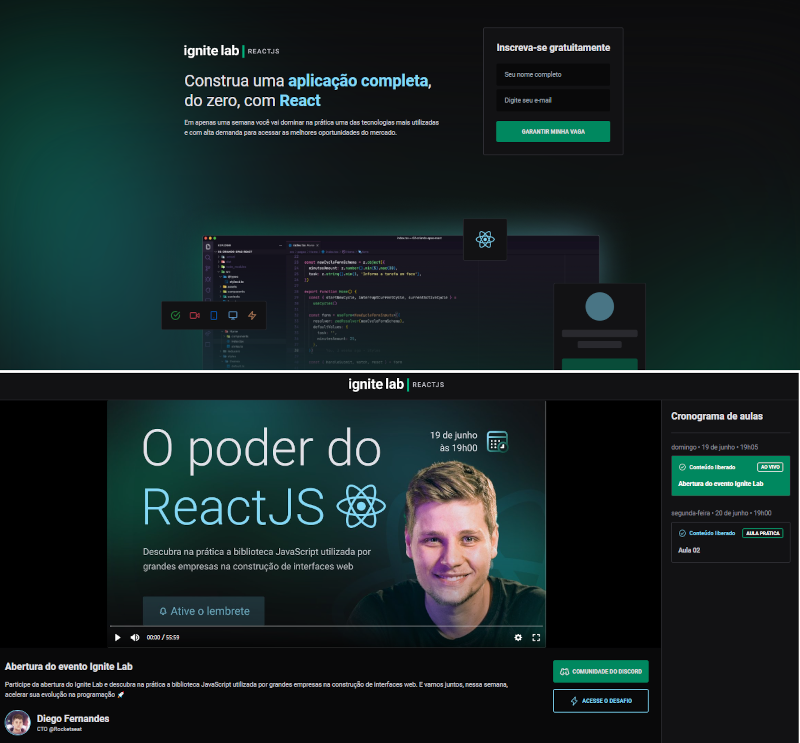 ignite lab | REACTJS
Construa uma aplicação completa,
do zero, com React
Em apenas uma semana você vai dominar na prática uma das tecnologias mais utilizadas
e com alta demanda para acessar as melhores oportunidades do mercado.
Inscreva-se gratuitamente
Seu nome completo
Digite seu e-mail
GARANTIR MINHA VAGA
export function Home() {
ignite lab | REACTJS
O poder do
ReactJS
19 de junho
às 19h00
Descubra na prática a biblioteca JavaScript utilizada por
grandes empresas na construção de interfaces web
Ative o lembrete
00:00 / 55:59
Abertura do evento Ignite Lab
Participe da abertura do Ignite Lab e descubra na prática a biblioteca JavaScript utilizada por grandes empresas na construção de interfaces web. E vamos juntos, nessa semana,
acelerar sua evolução na programação 🚀
Diego Fernandes
CTO @Rocketseat
COMUNIDADE DO DISCORD
ACESSE O DESAFIO
Cronograma de aulas
domingo • 19 de junho • 19h05
Conteúdo liberado
AO VIVO
Abertura do evento Ignite Lab
segunda-feira • 20 de junho • 19h00
Conteúdo liberado
AULA PRÁTICA
Aula 02